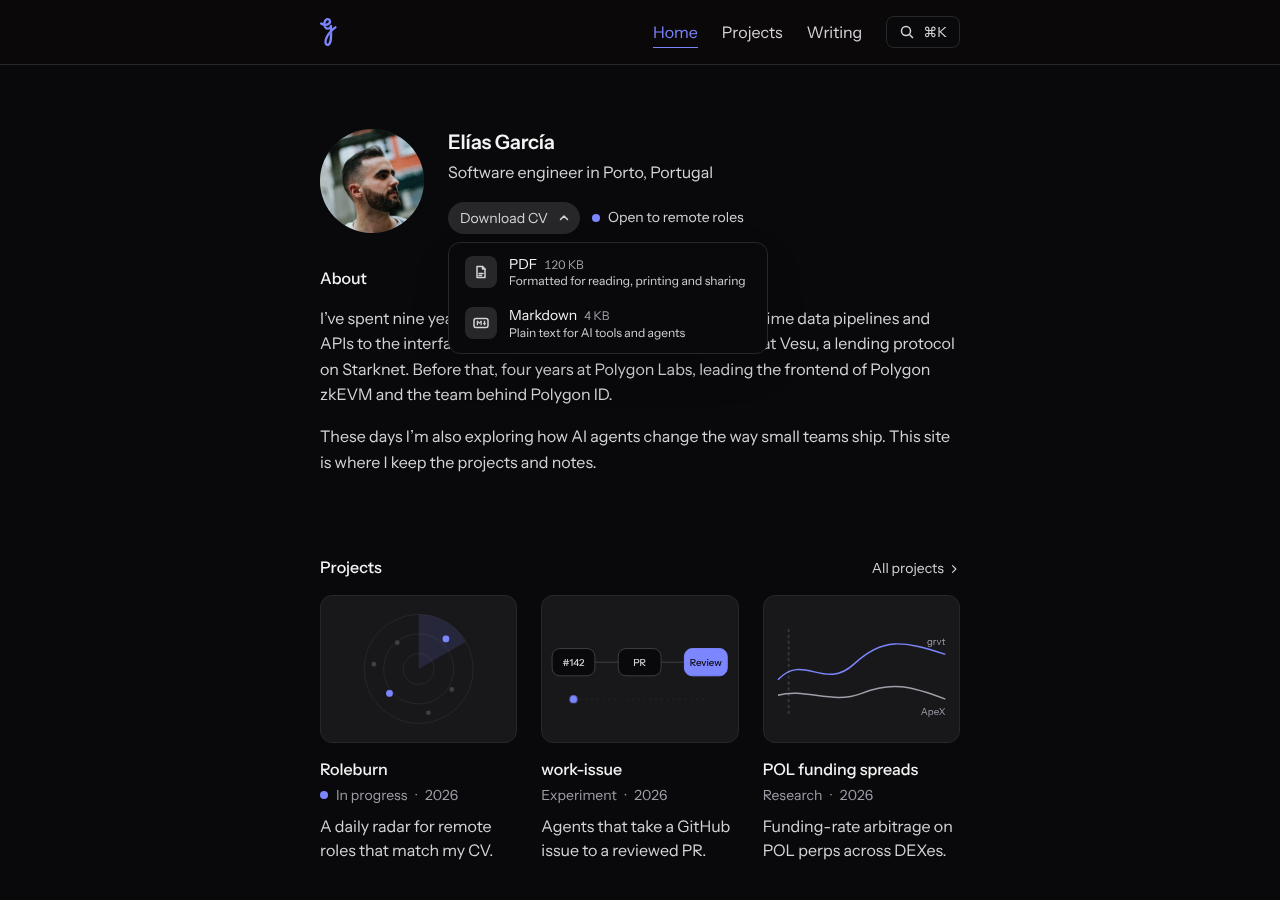 Home Projects Writing ⌘K
Elías García
Software engineer in Porto, Portugal
Download CV Open to remote roles
PDF 120 KB
Formatted for reading, printing and sharing
Markdown 4 KB
Plain text for AI tools and agents
About
I’ve spent nine data pipelines and
APIs to the at Vesu, a lending protocol
on Starknet. Before that, four years at Polygon Labs, leading the frontend of Polygon
zkEVM and the team behind Polygon ID.
These days I’m also exploring how AI agents change the way small teams ship. This site
is where I keep the projects and notes.
Projects All projects
#142 PR Review
grvt
ApeX
Roleburn
In progress · 2026
A daily radar for remote
roles that match my CV.
work-issue
Experiment · 2026
Agents that take a GitHub
issue to a reviewed PR.
POL funding spreads
Research · 2026
Funding-rate arbitrage on
POL perps across DEXes.